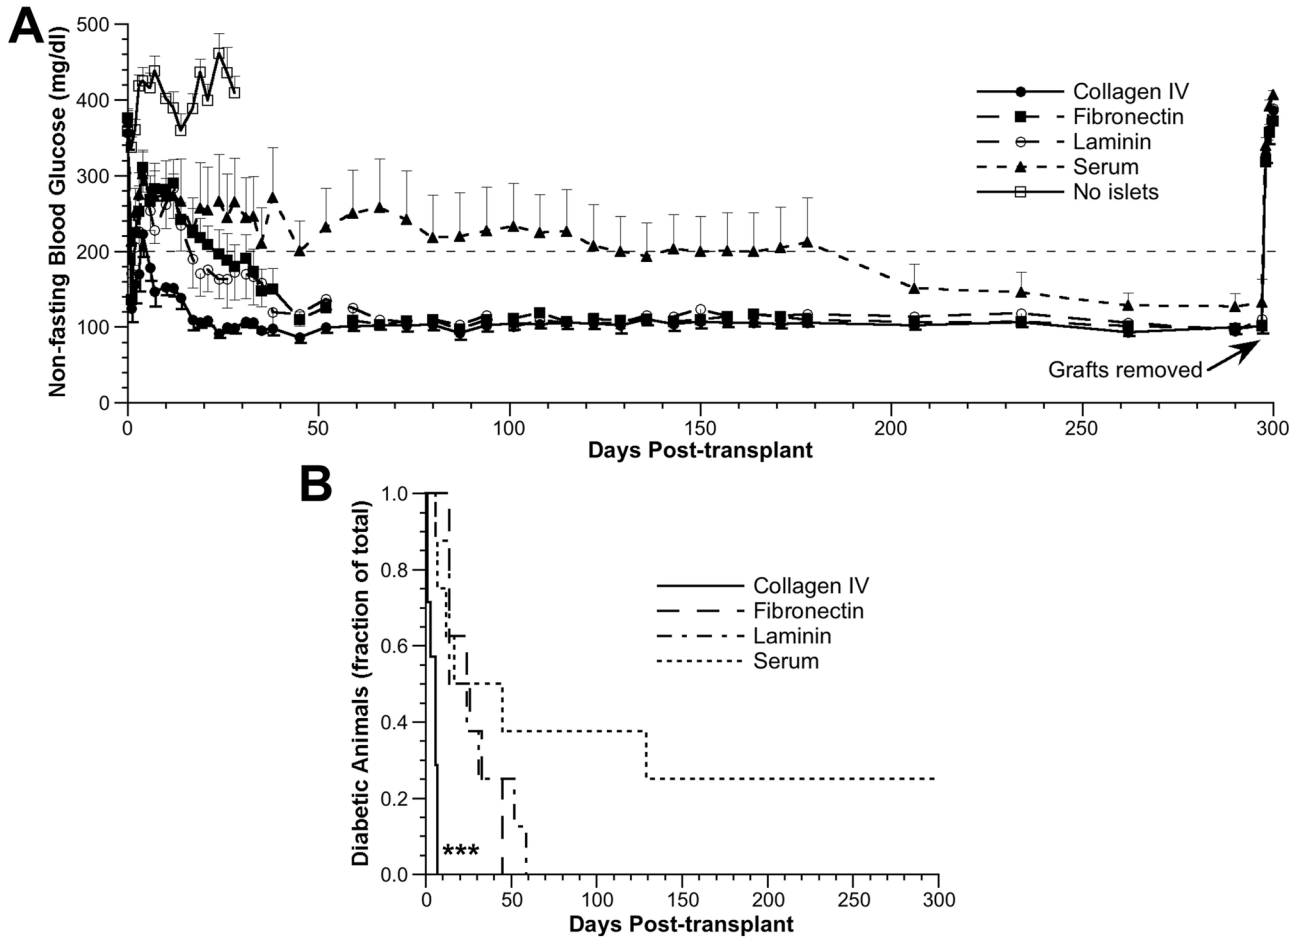 A
Non-fasting Blood Glucose (mg/dl)
500
400
300
200
100
0
Collagen IV
Fibronectin
Laminin
Serum
No islets
Grafts removed
0 50 100 150 200 250 300
Days Post-transplant
B
Diabetic Animals (fraction of total)
1.0
0.8
0.6
0.4
0.2
0.0
Collagen IV
Fibronectin
Laminin
Serum
***
0 50 100 150 200 250 300
Days Post-transplant